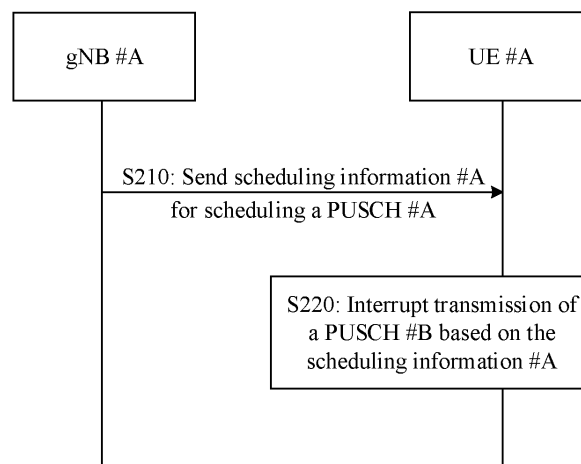 gNB #A
UE #A
S210: Send scheduling information #A
for scheduling a PUSCH #A
S220: Interrupt transmission of
a PUSCH #B based on the
scheduling information #A